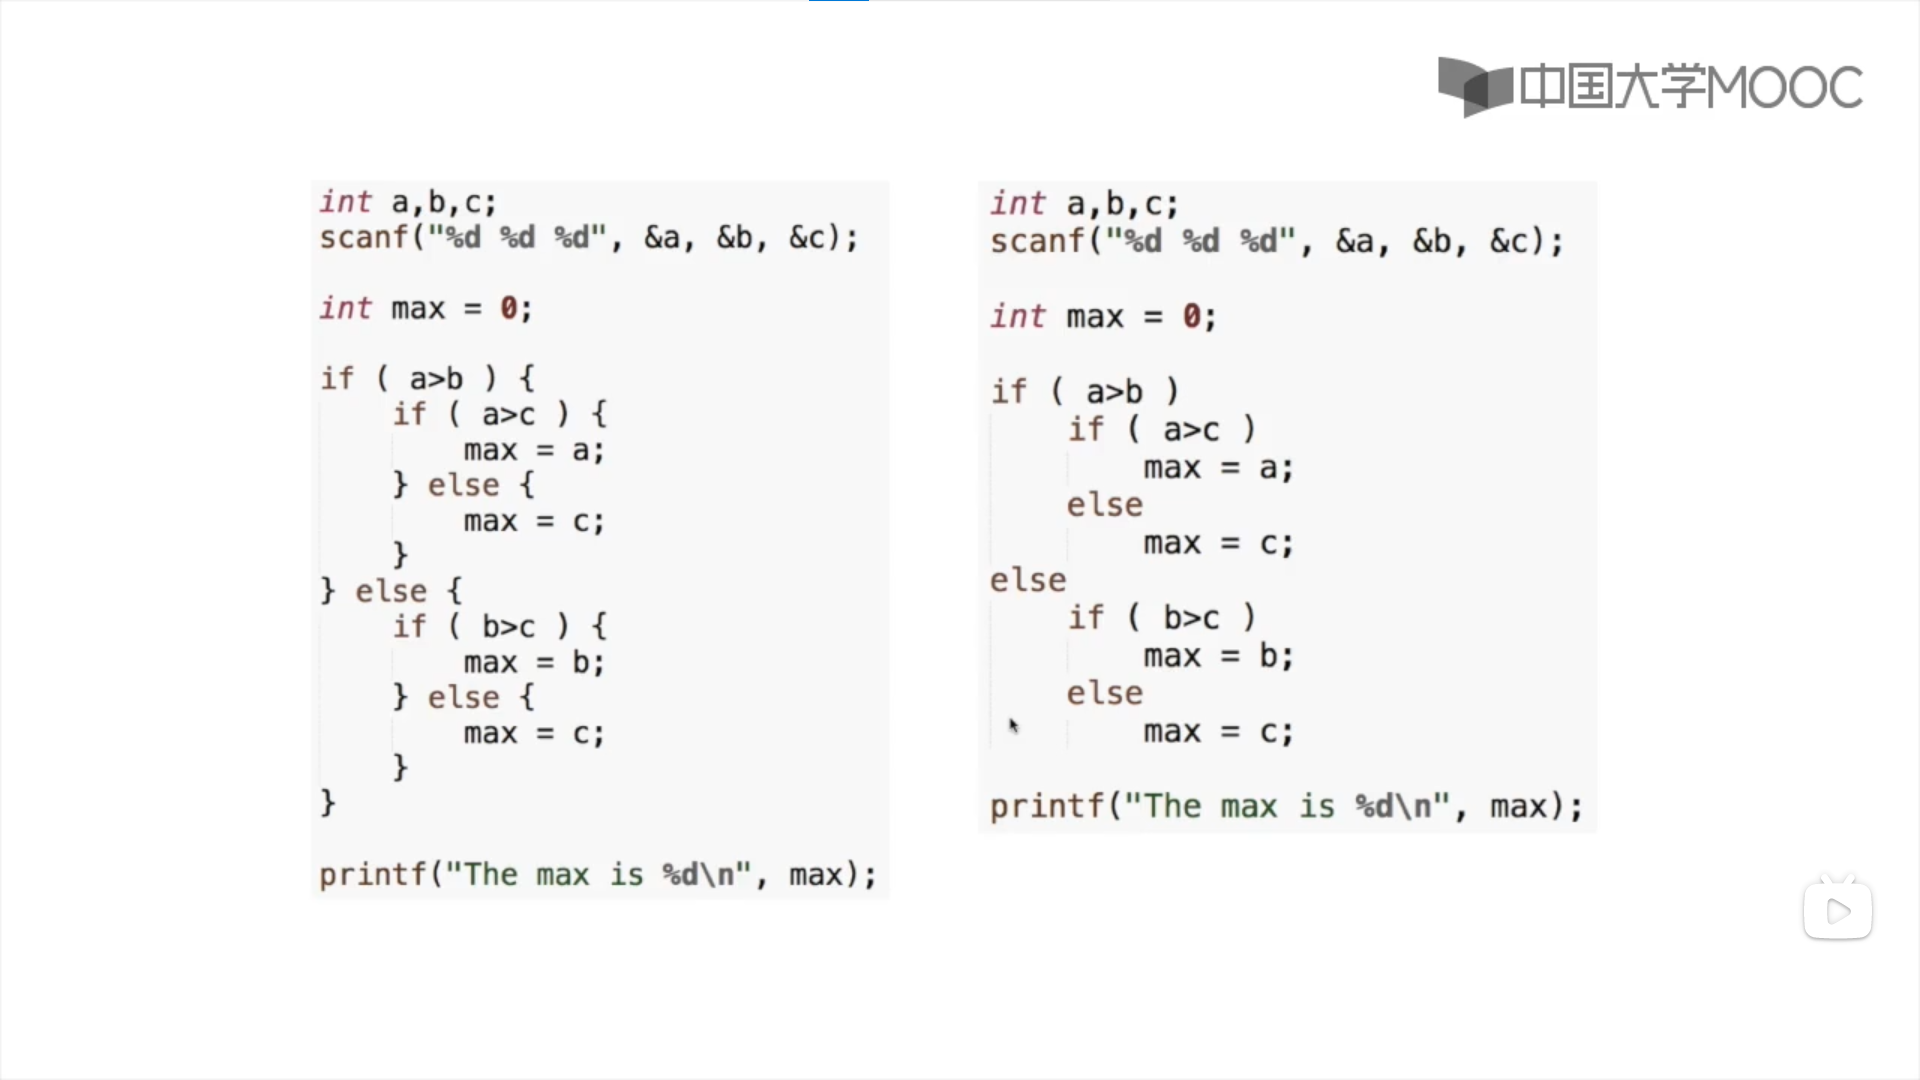 中国大学MOOC
int a,b,c;
scanf("%d %d %d", &a, &b, &c);
int max = 0;
if ( a>b ) {
    if ( a>c ) {
        max = a;
    } else {
        max = c;
    }
} else {
    if ( b>c ) {
        max = b;
    } else {
        max = c;
    }
}
printf("The max is %d\n", max);
int a,b,c;
scanf("%d %d %d", &a, &b, &c);
int max = 0;
if ( a>b )
    if ( a>c )
        max = a;
    else
        max = c;
else
    if ( b>c )
        max = b;
    else
        max = c;
printf("The max is %d\n", max);